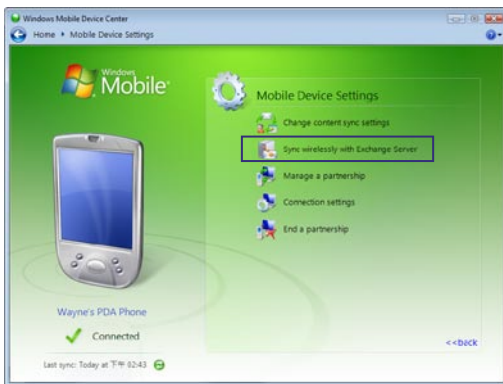 Windows Mobile Device Center
Home ▸ Mobile Device Settings
Windows
Mobile®
Mobile Device Settings
Change content sync settings
Sync wirelessly with Exchange Server
Manage a partnership
Connection settings
End a partnership
Wayne's PDA Phone
Connected
<<back
Last sync: Today at 下午 02:43